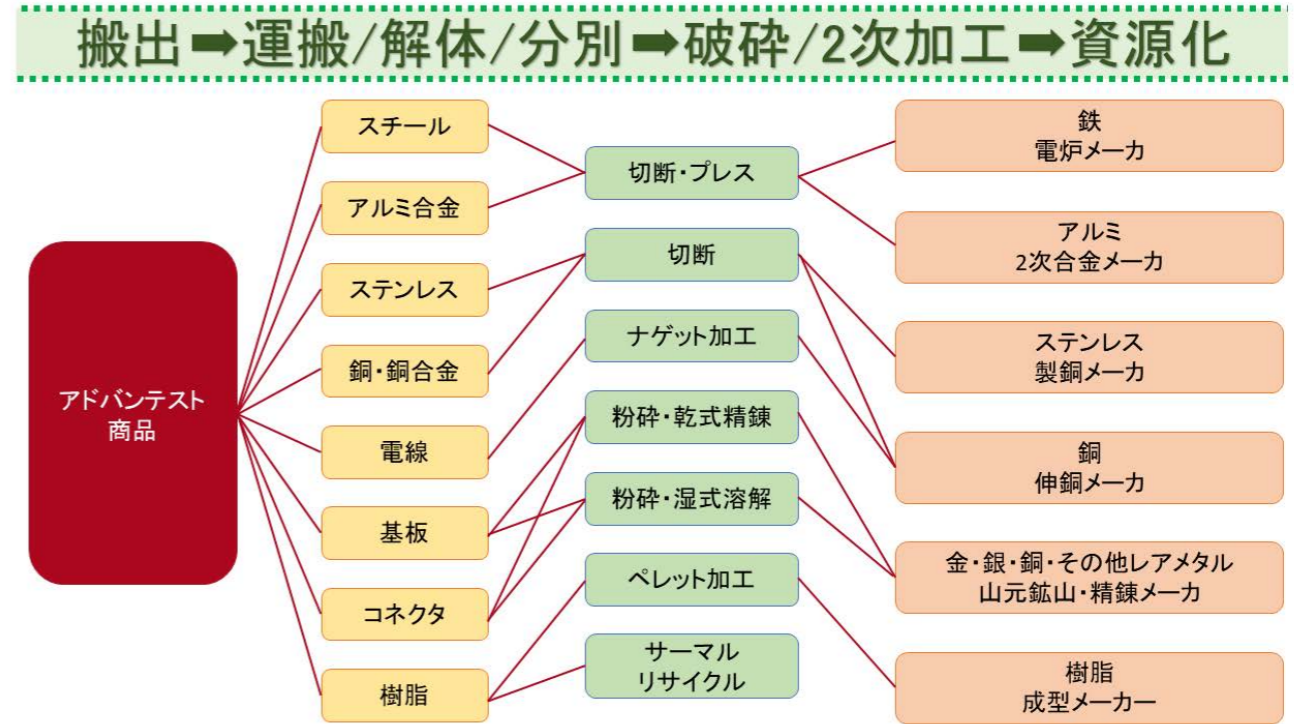 搬出➡運搬/解体/分別➡破砕/2次加工➡資源化
アドバンテスト
商品
スチール
アルミ合金
ステンレス
銅・銅合金
電線
基板
コネクタ
樹脂
切断・プレス
切断
ナゲット加工
粉砕・乾式精錬
粉砕・湿式溶解
ペレット加工
サーマル
リサイクル
鉄
電炉メーカ
アルミ
2次合金メーカ
ステンレス
製銅メーカ
銅
伸銅メーカ
金・銀・銅・その他レアメタル
山元鉱山・精錬メーカ
樹脂
成型メーカー